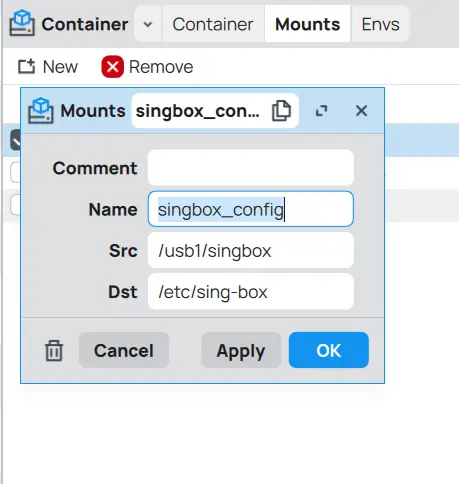 Container Container Mounts Envs
New Remove
Mounts singbox_con...
Comment
Name singbox_config
Src /usb1/singbox
Dst /etc/sing-box
Cancel Apply OK